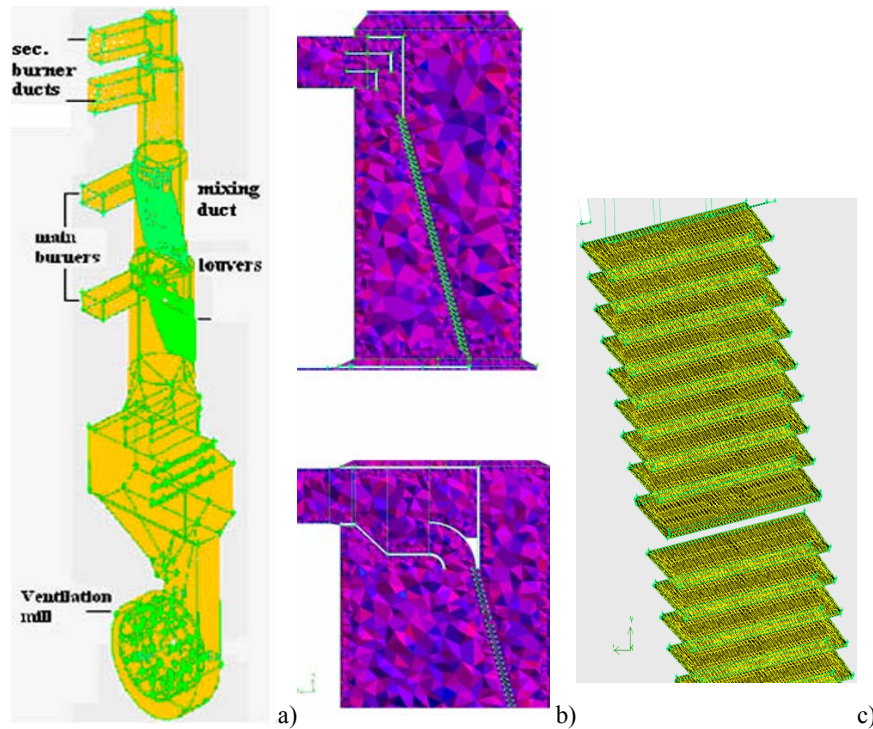 sec.
burner
ducts
mixing
duct
main
burners
louvers
Ventilation
mill
a)
b)
c)